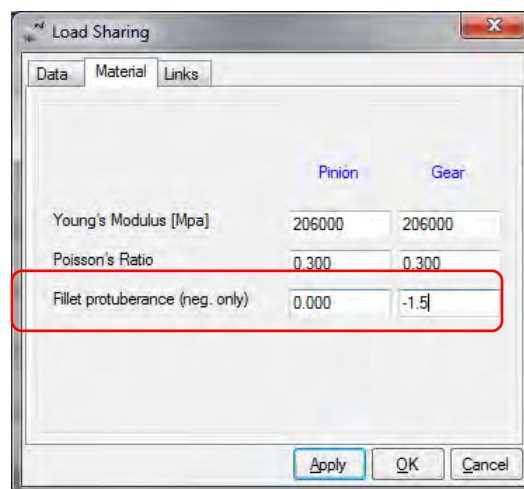 Load Sharing
Data Material Links
Pinion Gear
Young's Modulus [Mpa] 206000 206000
Poisson's Ratio 0.300 0.300
Fillet protuberance (neg. only) 0.000 -1.5
Apply OK Cancel